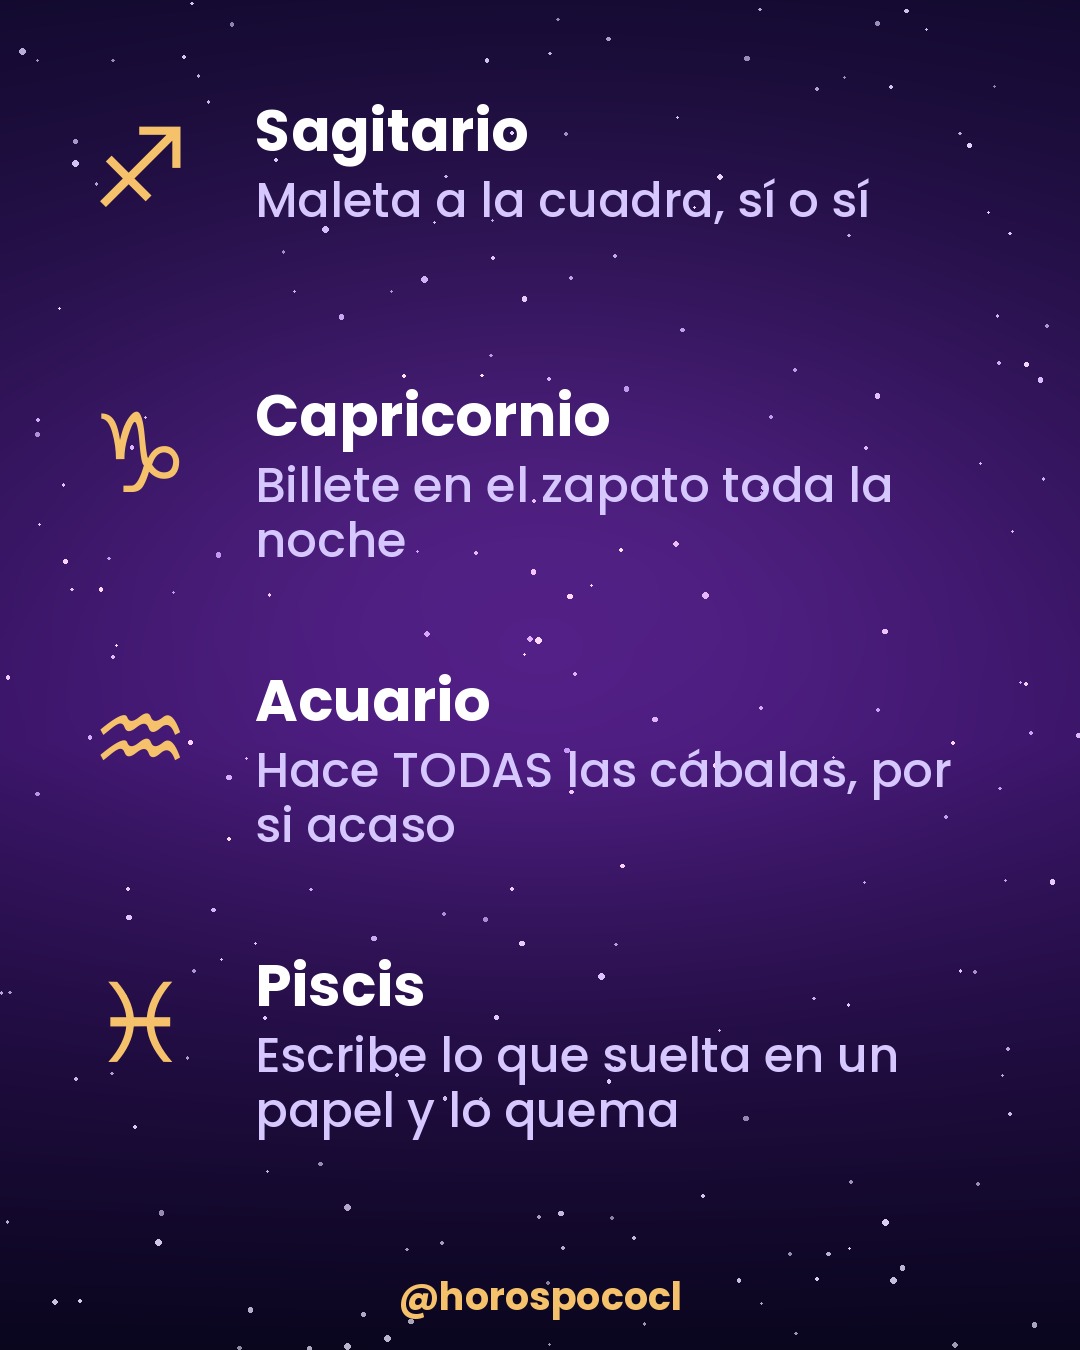 Sagitario
Maleta a la cuadra, sí o sí
Capricornio
Billete en el zapato toda la
noche
Acuario
Hace TODAS las cábalas, por
si acaso
Piscis
Escribe lo que suelta en un
papel y lo quema
@horospococl